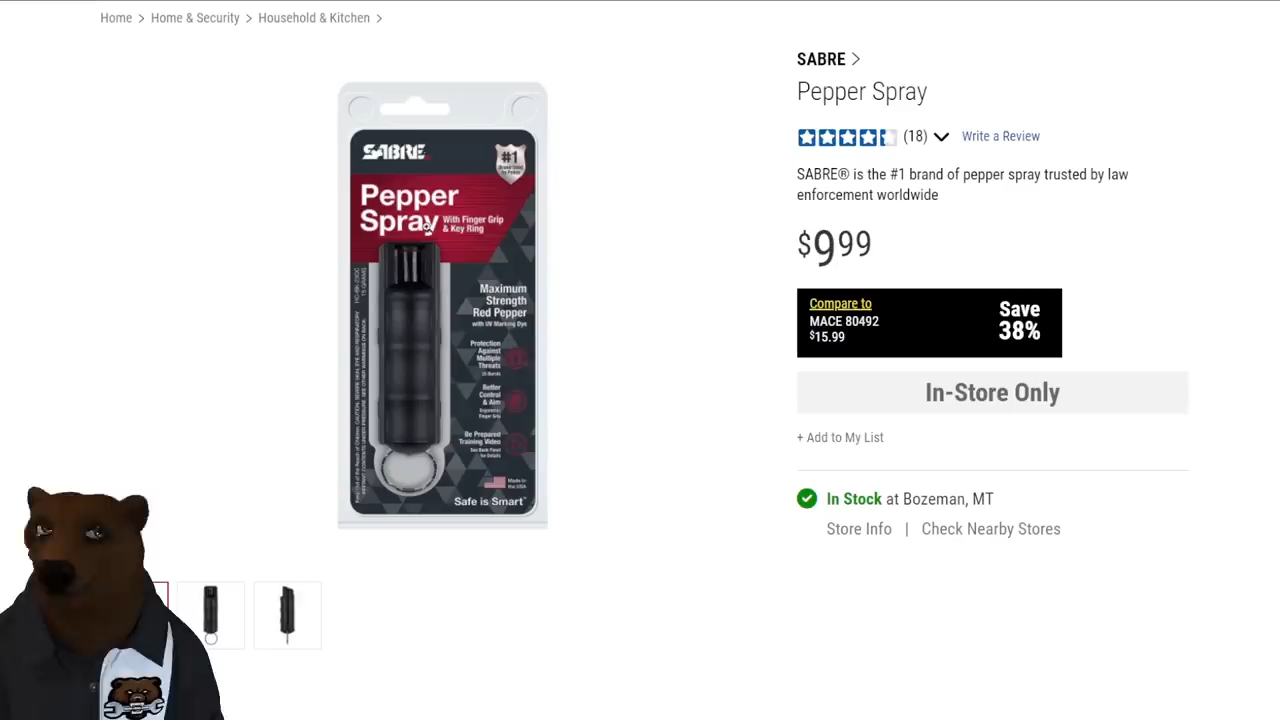 Home > Home & Security > Household & Kitchen >
SABRE >
Pepper Spray
(18) Write a Review
SABRE® is the #1 brand of pepper spray trusted by law
enforcement worldwide
$9 99
Compare to
MACE 80492
$15.99
Save
38%
In-Store Only
+ Add to My List
In Stock at Bozeman, MT
Store Info | Check Nearby Stores
SABRE
#1
Pepper
Spray
With Finger Grip
& Key Ring
Maximum
Strength
Red Pepper
with UV Marking Dye
Protection
Against
Multiple
Threats
Better
Control
& Aim
Be Prepared
Training Video
Made in
the USA
Safe is Smart